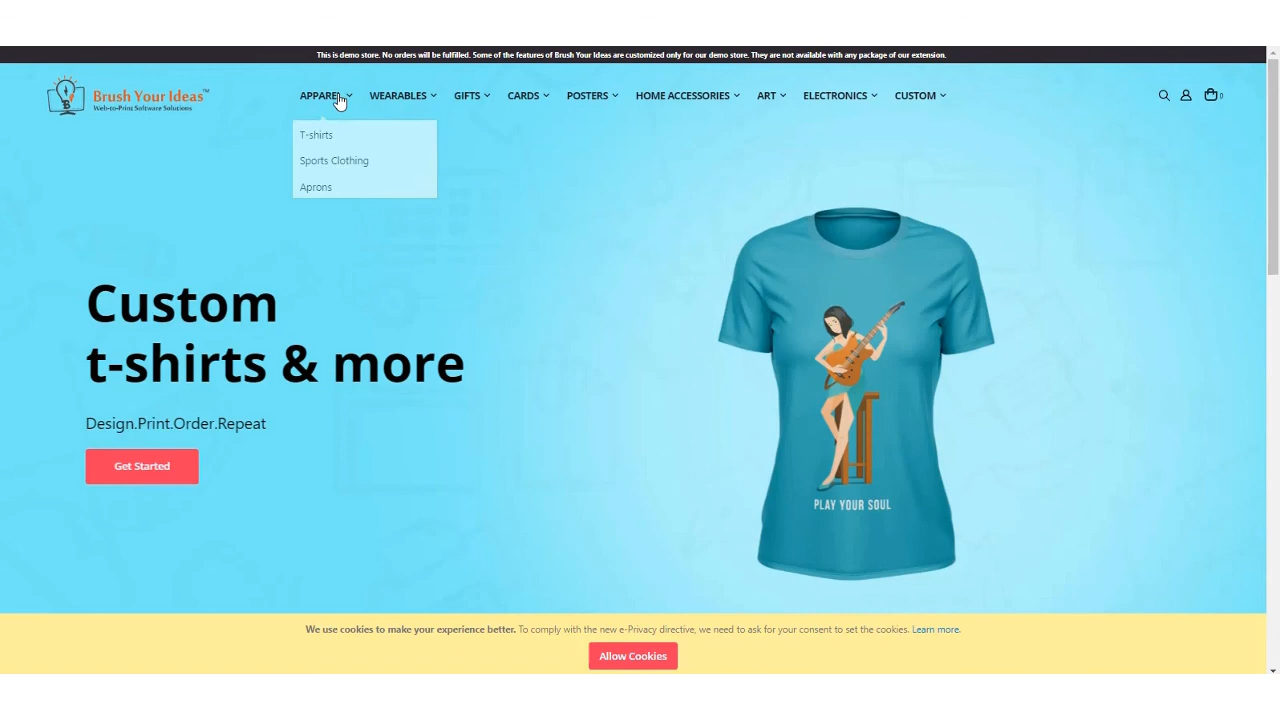 This is demo store. No orders will be fulfilled. Some of the features of Brush Your Ideas are customized only for our demo store. They are not available with any package of our extension.
Brush Your Ideas™
Web-to-Print Software Solutions
APPAREL WEARABLES GIFTS CARDS POSTERS HOME ACCESSORIES ART ELECTRONICS CUSTOM 0
T-shirts
Sports Clothing
Aprons
Custom
t-shirts & more
Design.Print.Order.Repeat
Get Started
PLAY YOUR SOUL
We use cookies to make your experience better. To comply with the new e-Privacy directive, we need to ask for your consent to set the cookies. Learn more.
Allow Cookies